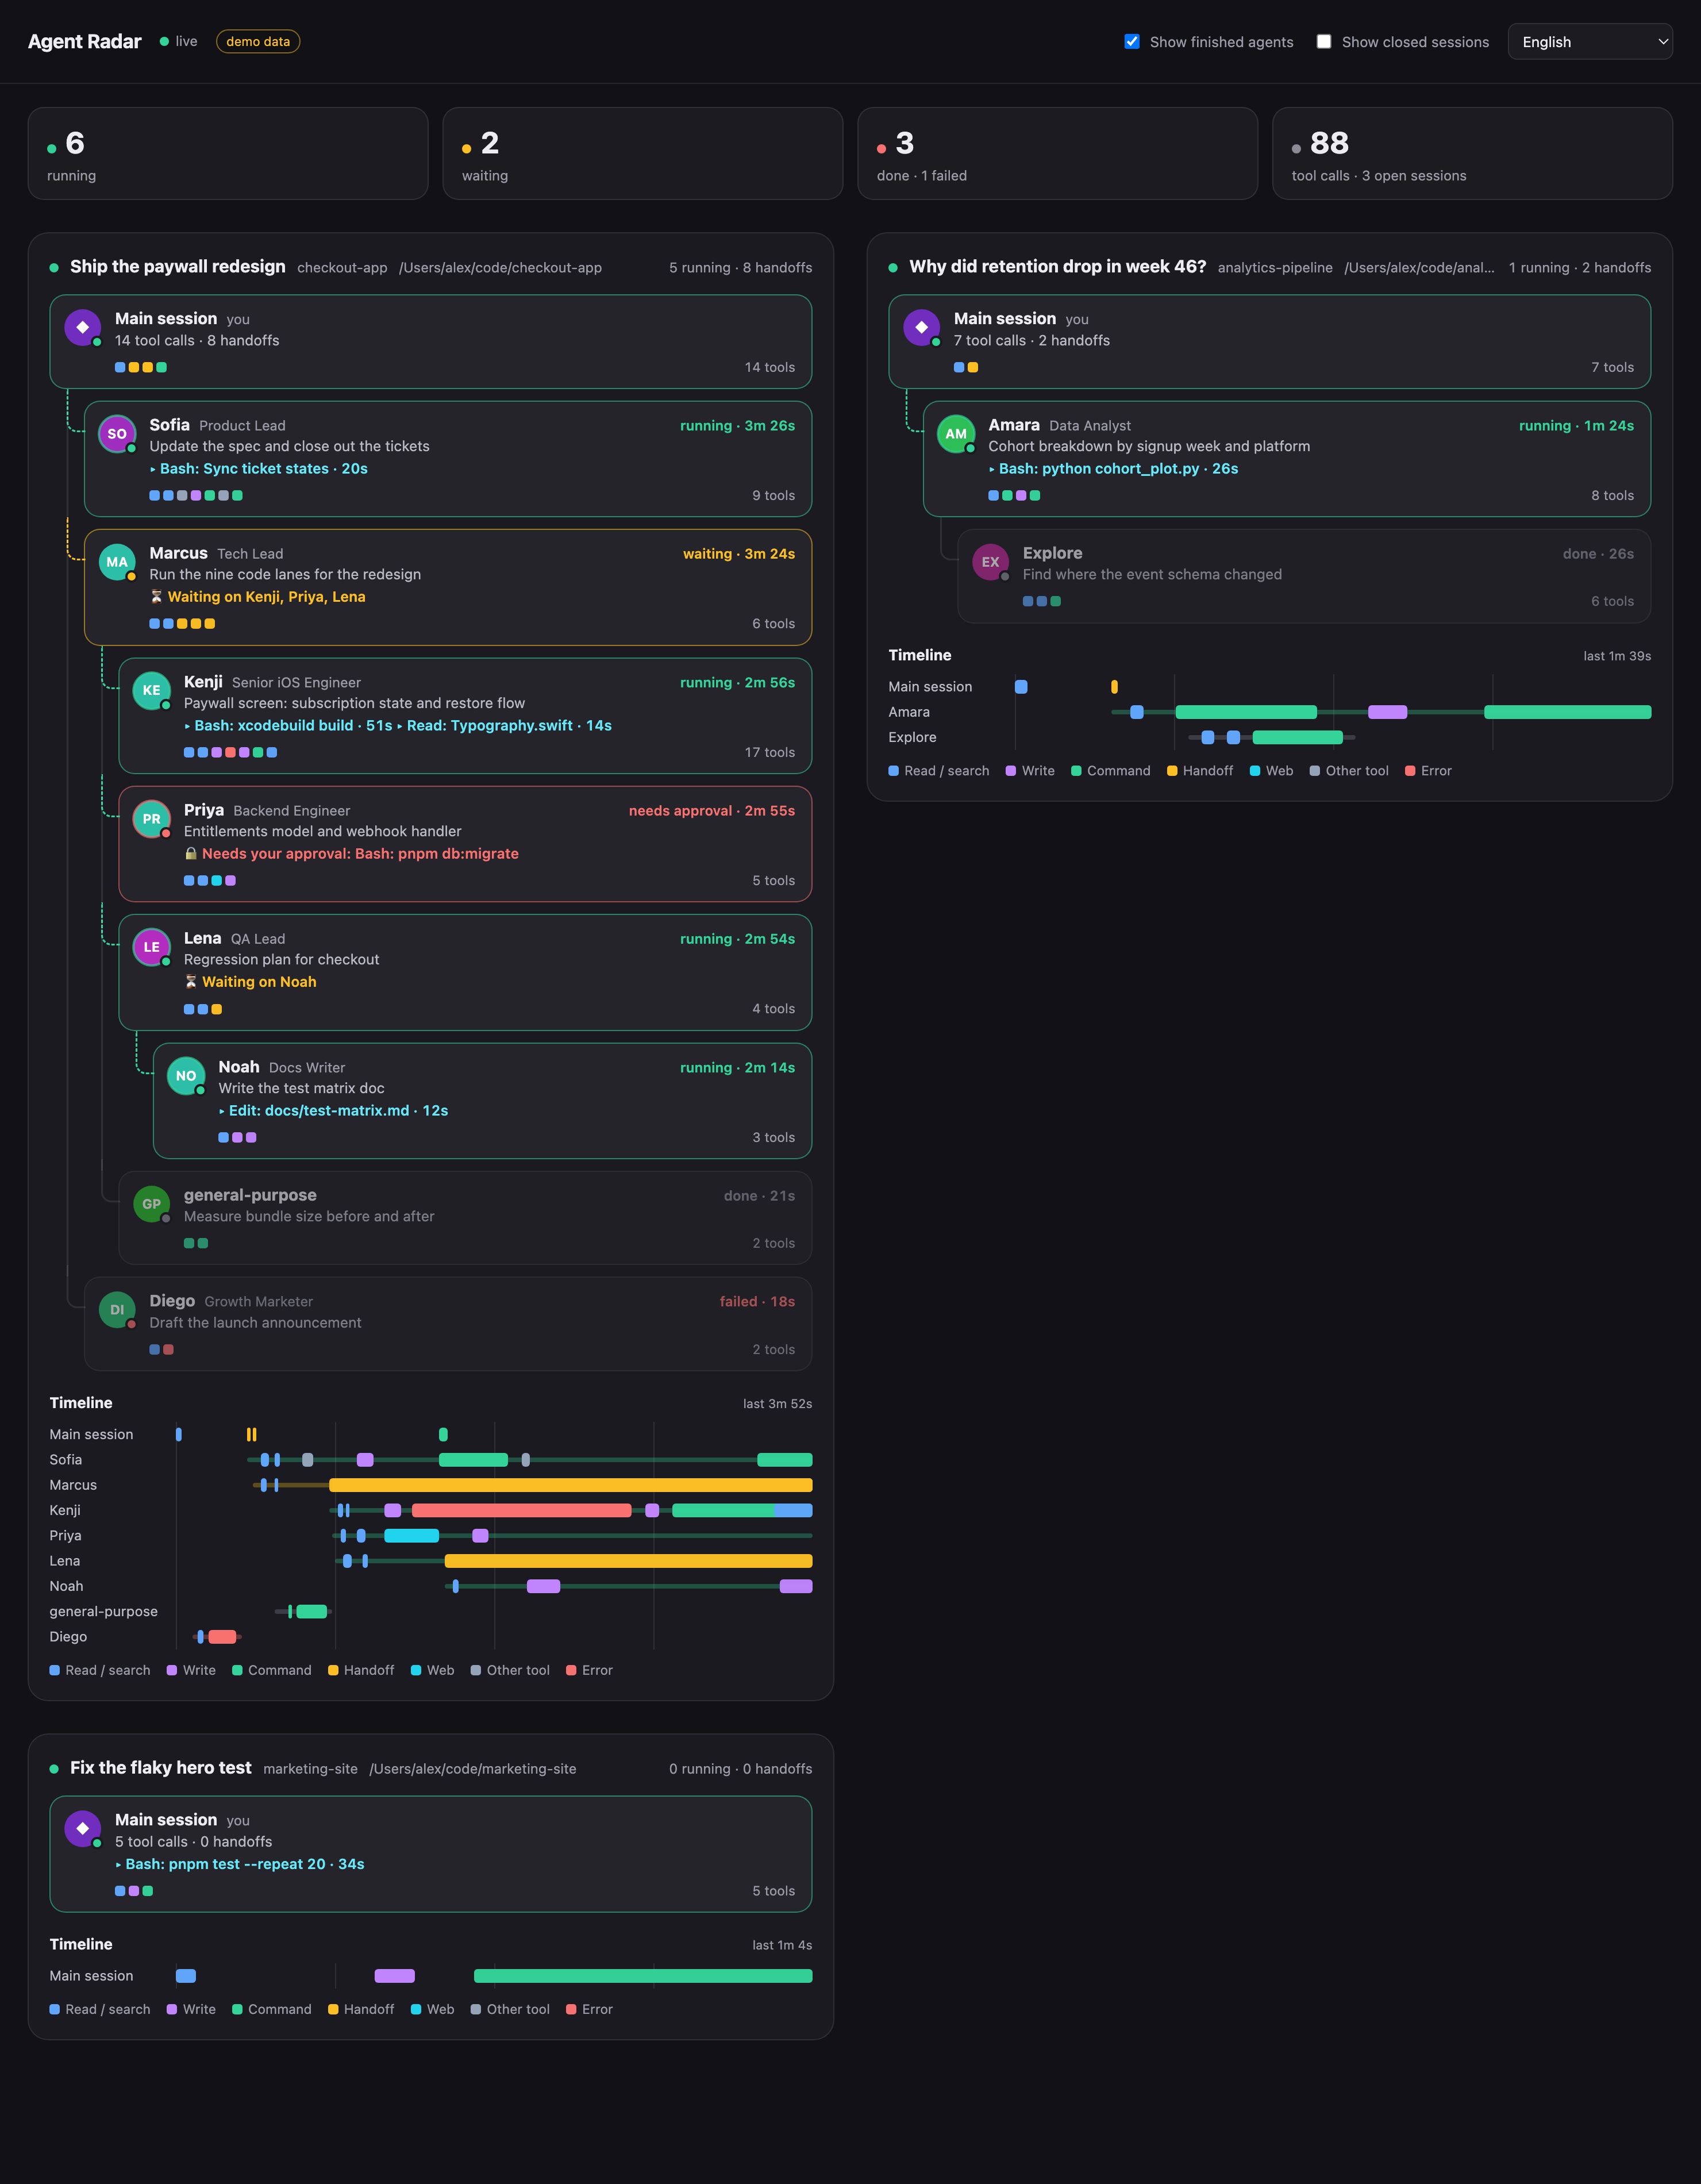 Agent Radar
live
demo data
Show finished agents
Show closed sessions
English
6
running
2
waiting
3
done · 1 failed
88
tool calls · 3 open sessions
Ship the paywall redesign checkout-app /Users/alex/code/checkout-app 5 running · 8 handoffs
Main session you
14 tool calls · 8 handoffs
14 tools
SO
Sofia Product Lead running · 3m 26s
Update the spec and close out the tickets
▸ Bash: Sync ticket states · 20s
9 tools
MA
Marcus Tech Lead waiting · 3m 24s
Run the nine code lanes for the redesign
⏳ Waiting on Kenji, Priya, Lena
6 tools
KE
Kenji Senior iOS Engineer running · 2m 56s
Paywall screen: subscription state and restore flow
▸ Bash: xcodebuild build · 51s ▸ Read: Typography.swift · 14s
17 tools
PR
Priya Backend Engineer needs approval · 2m 55s
Entitlements model and webhook handler
🔒 Needs your approval: Bash: pnpm db:migrate
5 tools
LE
Lena QA Lead running · 2m 54s
Regression plan for checkout
⏳ Waiting on Noah
4 tools
NO
Noah Docs Writer running · 2m 14s
Write the test matrix doc
▸ Edit: docs/test-matrix.md · 12s
3 tools
GP
general-purpose done · 21s
Measure bundle size before and after
2 tools
DI
Diego Growth Marketer failed · 18s
Draft the launch announcement
2 tools
Timeline last 3m 52s
Main session
Sofia
Marcus
Kenji
Priya
Lena
Noah
general-purpose
Diego
Read / search Write Command Handoff Web Other tool Error
Why did retention drop in week 46? analytics-pipeline /Users/alex/code/anal... 1 running · 2 handoffs
Main session you
7 tool calls · 2 handoffs
7 tools
AM
Amara Data Analyst running · 1m 24s
Cohort breakdown by signup week and platform
▸ Bash: python cohort_plot.py · 26s
8 tools
EX
Explore done · 26s
Find where the event schema changed
6 tools
Timeline last 1m 39s
Main session
Amara
Explore
Read / search Write Command Handoff Web Other tool Error
Fix the flaky hero test marketing-site /Users/alex/code/marketing-site 0 running · 0 handoffs
Main session you
5 tool calls · 0 handoffs
▸ Bash: pnpm test --repeat 20 · 34s
5 tools
Timeline last 1m 4s
Main session
Read / search Write Command Handoff Web Other tool Error